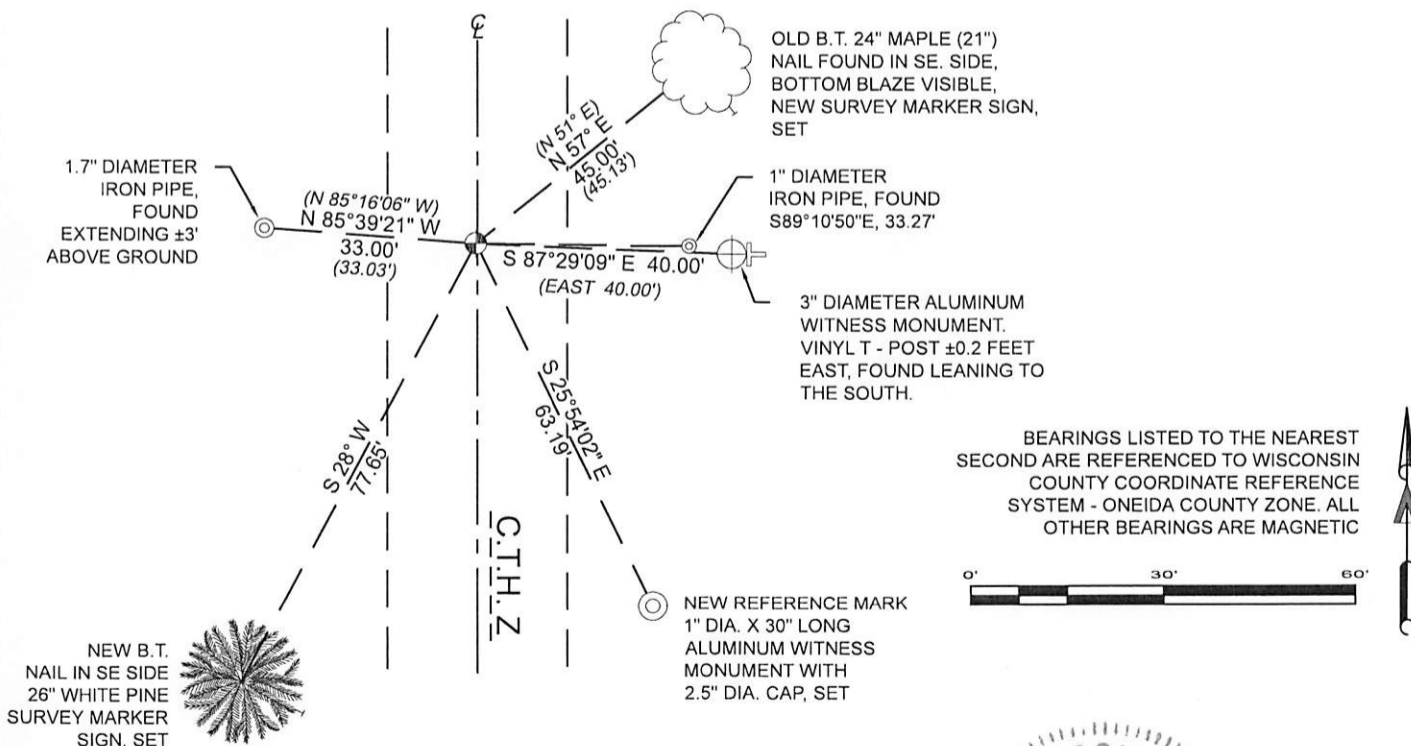 ℄
OLD B.T. 24" MAPLE (21")
NAIL FOUND IN SE. SIDE,
BOTTOM BLAZE VISIBLE,
NEW SURVEY MARKER SIGN,
SET
(N 51° E)
N 57° E
45.00'
(45.13')
1.7" DIAMETER
IRON PIPE,
FOUND
EXTENDING ±3'
ABOVE GROUND
(N 85°16'06" W)
N 85°39'21" W
33.00'
(33.03')
1" DIAMETER
IRON PIPE, FOUND
S89°10'50"E, 33.27'
S 87°29'09" E 40.00'
(EAST 40.00')
3" DIAMETER ALUMINUM
WITNESS MONUMENT.
VINYL T - POST ±0.2 FEET
EAST, FOUND LEANING TO
THE SOUTH.
S 28° W
77.65'
S 25°54'02" E
63.19'
C.T.H. Z
BEARINGS LISTED TO THE NEAREST
SECOND ARE REFERENCED TO WISCONSIN
COUNTY COORDINATE REFERENCE
SYSTEM - ONEIDA COUNTY ZONE. ALL
OTHER BEARINGS ARE MAGNETIC
0' 30' 60'
NEW REFERENCE MARK
1" DIA. X 30" LONG
ALUMINUM WITNESS
MONUMENT WITH
2.5" DIA. CAP, SET
NEW B.T.
NAIL IN SE SIDE
26" WHITE PINE
SURVEY MARKER
SIGN, SET